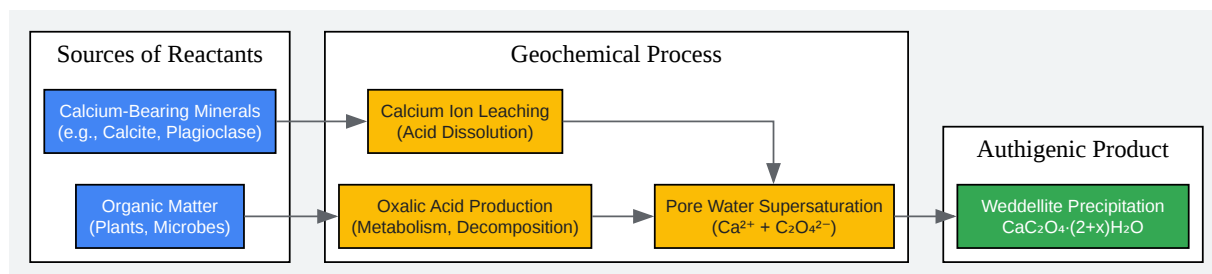 Sources of Reactants
Calcium-Bearing Minerals
(e.g., Calcite, Plagioclase)
Organic Matter
(Plants, Microbes)
Geochemical Process
Calcium Ion Leaching
(Acid Dissolution)
Oxalic Acid Production
(Metabolism, Decomposition)
Pore Water Supersaturation
(Ca²⁺ + C₂O₄²⁻)
Authigenic Product
Weddellite Precipitation
CaC₂O₄·(2+x)H₂O